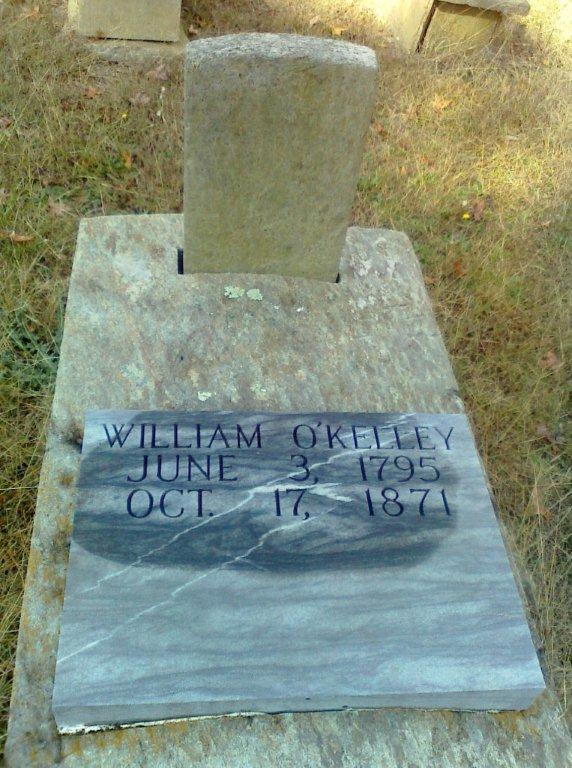 WILLIAM O'KELLEY
JUNE 3, 1795
OCT. 17, 1871